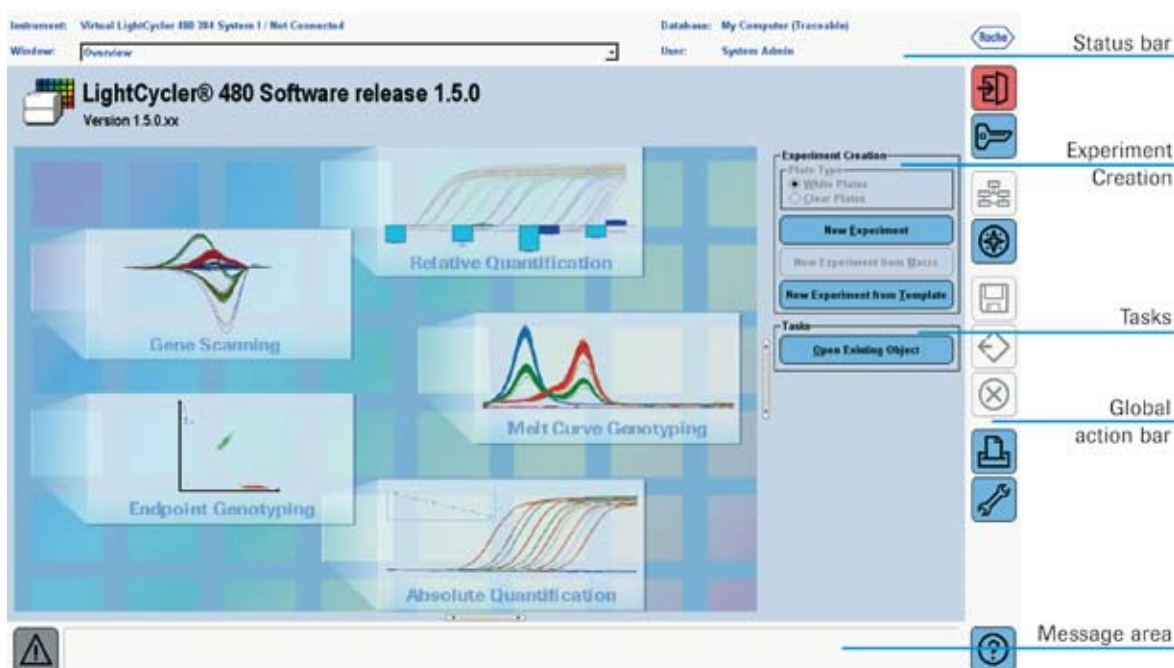 Instrument: Virtual LightCycler 480 384 System I / Not Connected
Database: My Computer (Traceable)
Window: Overview
User: System Admin
Roche
Status bar
LightCycler® 480 Software release 1.5.0
Version 1.5.0.xx
Experiment Creation
Plate Type
White Plates
Clear Plates
New Experiment
New Experiment from Macro
New Experiment from Template
Tasks
Open Existing Object
Relative Quantification
Gene Scanning
Melt Curve Genotyping
Endpoint Genotyping
Absolute Quantification
Experiment
Creation
Tasks
Global
action bar
Message area